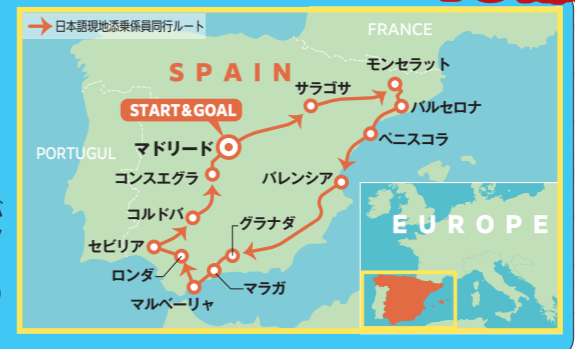 日本語現地添乗係員同行ルート
FRANCE
SPAIN
モンセラット
サラゴサ
START&GOAL
バルセロナ
マドリード
ペニスコラ
PORTUGUL
コンスエグラ
バレンシア
コルドバ
グラナダ
EUROPE
セビリア
ロンダ
マラガ
マルベーリャ